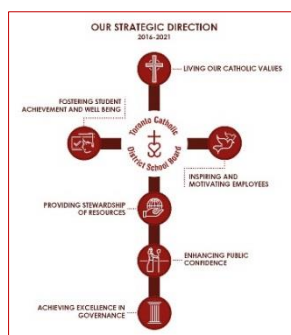 OUR STRATEGIC DIRECTION
2016-2021
LIVING OUR CATHOLIC VALUES
FOSTERING STUDENT
ACHIEVEMENT AND WELL BEING
Toronto Catholic
District School Board
INSPIRING AND
MOTIVATING EMPLOYEES
PROVIDING STEWARDSHIP
OF RESOURCES
ENHANCING PUBLIC
CONFIDENCE
ACHIEVING EXCELLENCE IN
GOVERNANCE